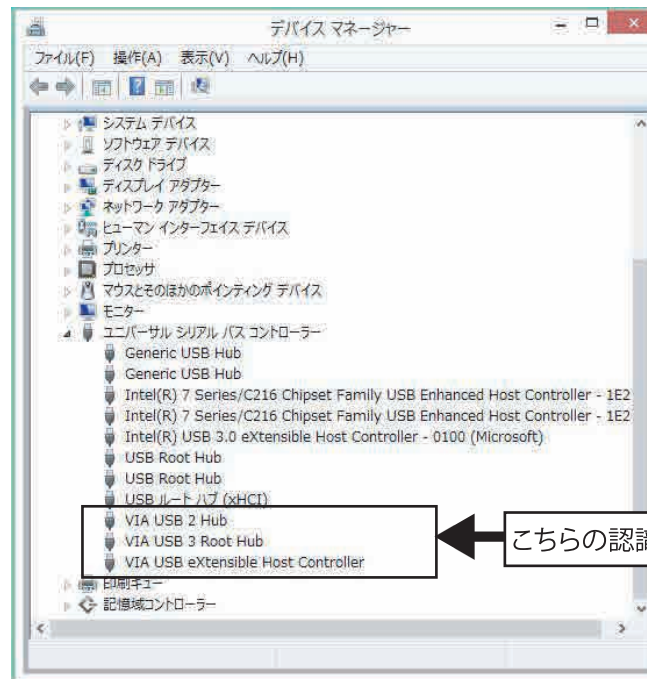 デバイス マネージャー
ファイル(F) 操作(A) 表示(V) ヘルプ(H)
システム デバイス
ソフトウェア デバイス
ディスク ドライブ
ディスプレイ アダプター
ネットワーク アダプター
ヒューマン インターフェイス デバイス
プリンター
プロセッサ
マウスとそのほかのポインティング デバイス
モニター
ユニバーサル シリアル バス コントローラー
Generic USB Hub
Generic USB Hub
Intel(R) 7 Series/C216 Chipset Family USB Enhanced Host Controller - 1E2
Intel(R) 7 Series/C216 Chipset Family USB Enhanced Host Controller - 1E2
Intel(R) USB 3.0 eXtensible Host Controller - 0100 (Microsoft)
USB Root Hub
USB Root Hub
USB ルート ハブ (xHCI)
VIA USB 2 Hub
VIA USB 3 Root Hub
こちらの認識
VIA USB eXtensible Host Controller
印刷キュー
記憶域コントローラー